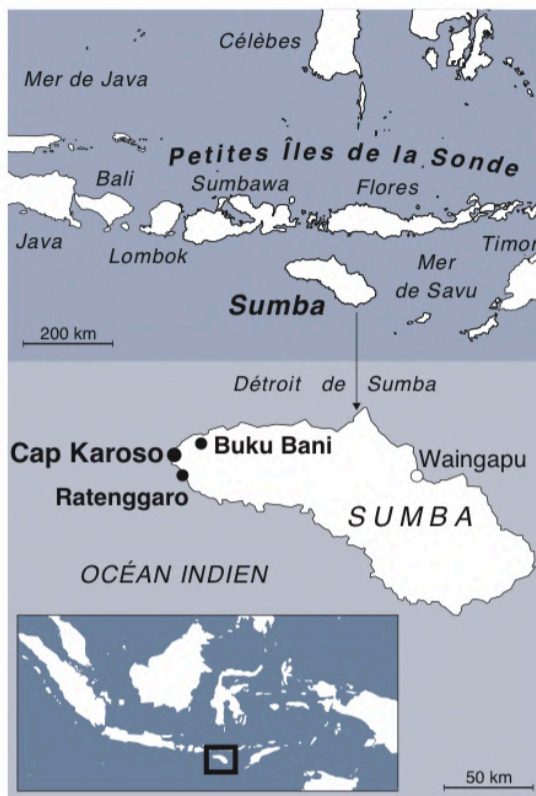 Célèbes
Mer de Java
Petites Îles de la Sonde
Bali
Sumbawa
Flores
Java
Lombok
Timor
Mer
de Savu
Sumba
200 km
Détroit de Sumba
Cap Karoso
Buku Bani
Waingapu
Ratenggaro
SUMBA
OCÉAN INDIEN
50 km